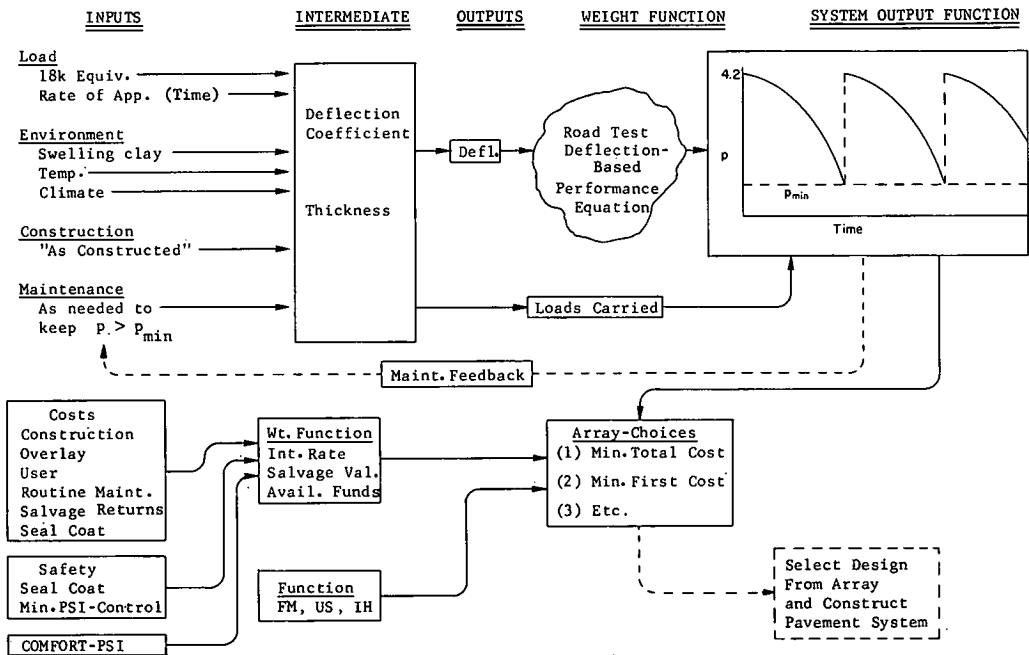 INPUTS
INTERMEDIATE
OUTPUTS
WEIGHT FUNCTION
SYSTEM OUTPUT FUNCTION
Load
18k Equiv.
Rate of App. (Time)
Environment
Swelling clay
Temp.
Climate
Construction
"As Constructed"
Maintenance
As needed to
keep P. > Pmin
Deflection
Coefficient
Thickness
Defl.
Road Test
Deflection-
Based
Performance
Equation
Loads Carried
4.2
p
Pmin
Time
Maint. Feedback
Costs
Construction
Overlay
User
Routine Maint.
Salvage Returns
Seal Coat
Safety
Seal Coat
Min. PSI-Control
COMFORT-PSI
Wt. Function
Int. Rate
Salvage Val.
Avail. Funds
Function
FM, US, IH
Array-Choices
(1) Min. Total Cost
(2) Min. First Cost
(3) Etc.
Select Design
From Array
and Construct
Pavement System